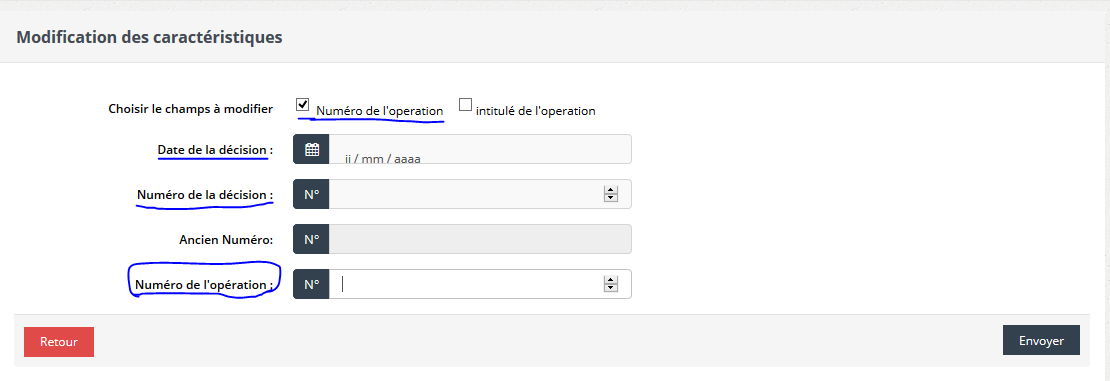 Modification des caractéristiques
Choisir le champs à modifier Numéro de l'operation intitulé de l'operation
Date de la décision : jj / mm / aaaa
Numéro de la décision : N°
Ancien Numéro: N°
Numéro de l'opération : N°
Retour Envoyer